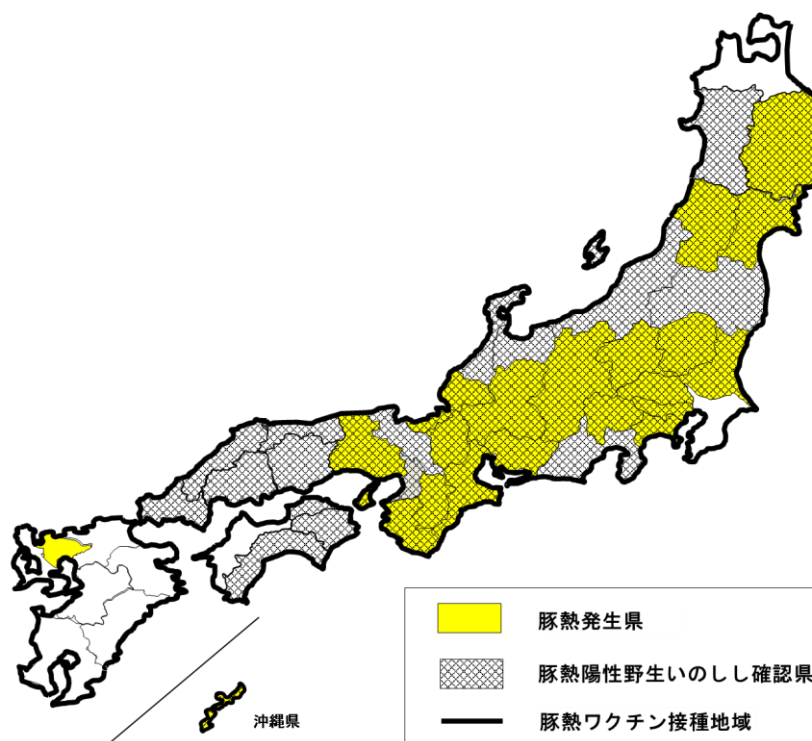 沖縄県
豚熱発生県
豚熱陽性野生いのしし確認県
豚熱ワクチン接種地域